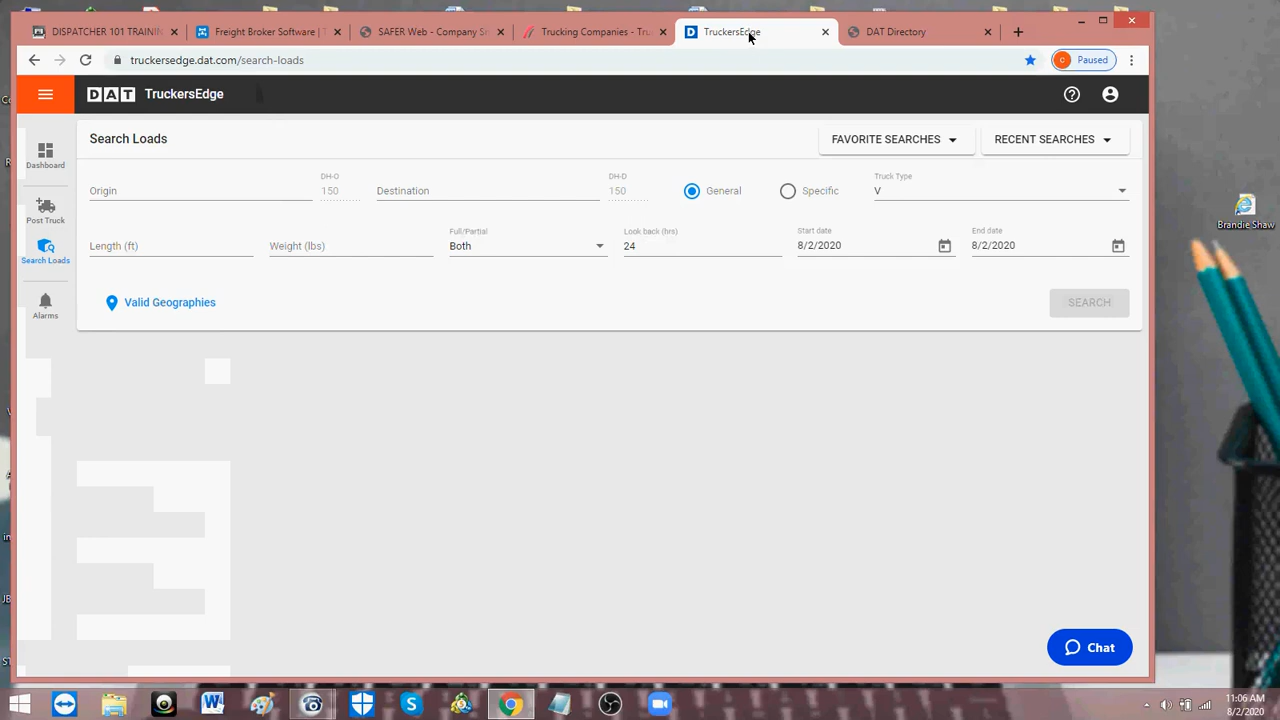 DISPATCHER 101 TRAININ
Freight Broker Software | T
SAFER Web - Company Sn
Trucking Companies - Tru
TruckersEdge
DAT Directory
truckersedge.dat.com/search-loads
Paused
DAT TruckersEdge
Dashboard
Post Truck
Search Loads
Alarms
Search Loads
FAVORITE SEARCHES
RECENT SEARCHES
Origin
DH-O
150
Destination
DH-D
150
General
Specific
Truck Type
V
Length (ft)
Weight (lbs)
Full/Partial
Both
Look back (hrs)
24
Start date
8/2/2020
End date
8/2/2020
Valid Geographies
SEARCH
Chat
Brandie Shaw
11:06 AM
8/2/2020